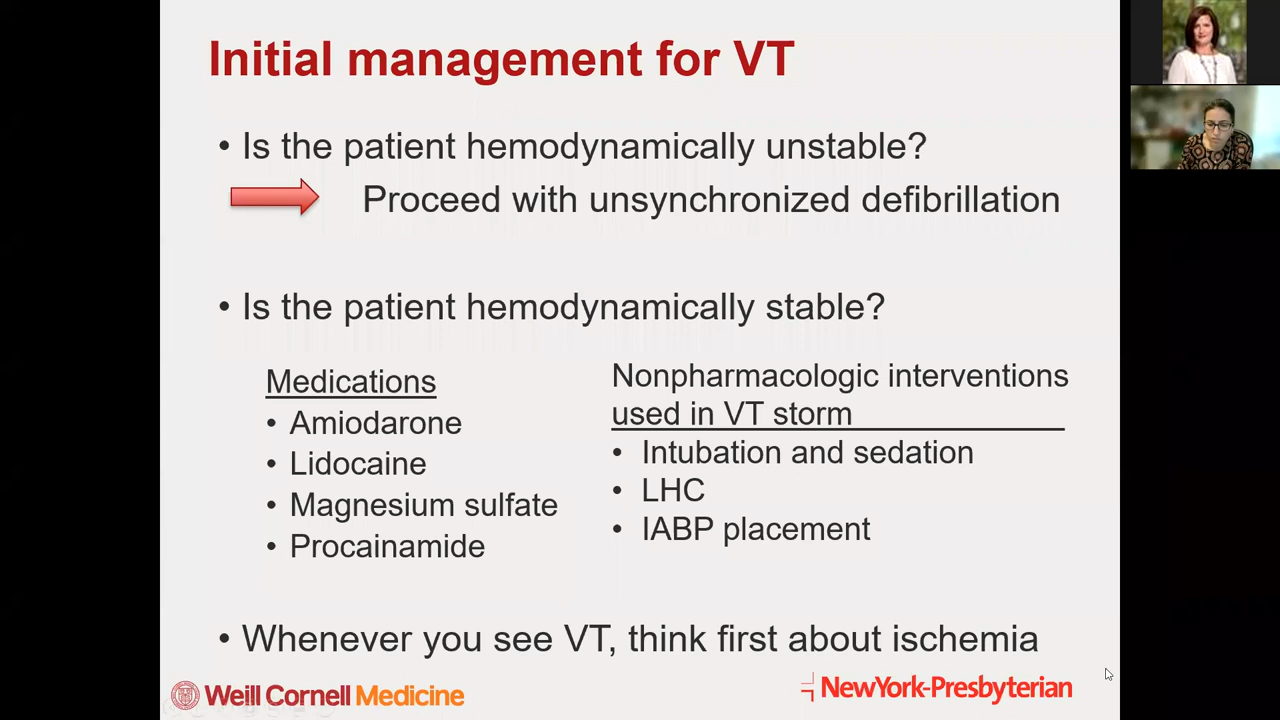 Initial management for VT
• Is the patient hemodynamically unstable?
Proceed with unsynchronized defibrillation
• Is the patient hemodynamically stable?
Medications
• Amiodarone
• Lidocaine
• Magnesium sulfate
• Procainamide
Nonpharmacologic interventions
used in VT storm
• Intubation and sedation
• LHC
• IABP placement
• Whenever you see VT, think first about ischemia
Weill Cornell Medicine
NewYork-Presbyterian